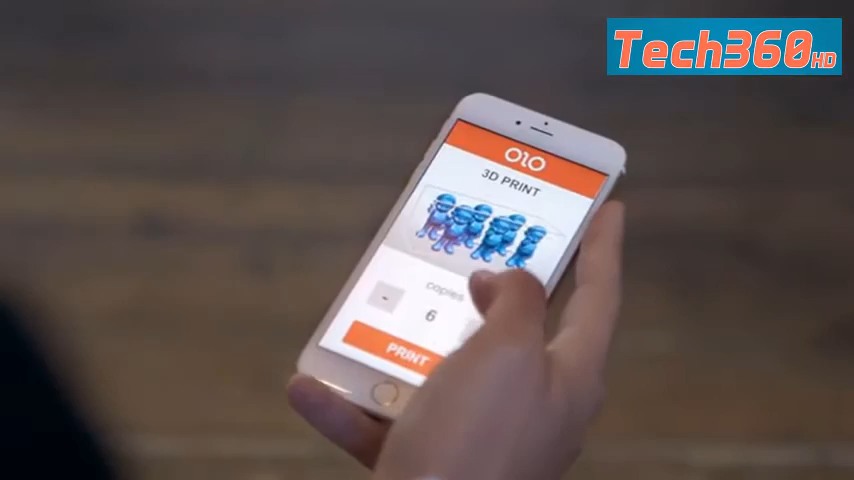 Tech360HD
OLO
3D PRINT
copies
-
6
PRINT